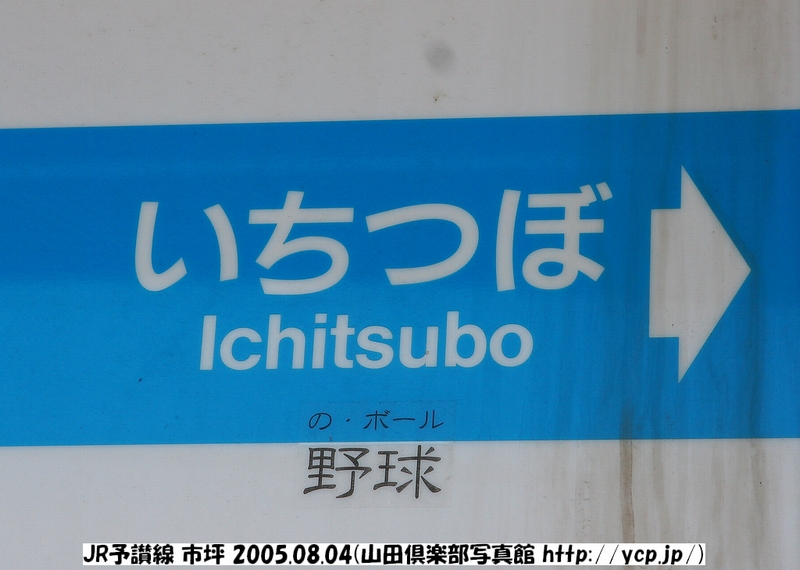 いちつぼ
Ichitsubo
の・ボール
野球
JR予讃線 市坪 2005.08.04(山田倶楽部写真館 http://ycp.jp/)